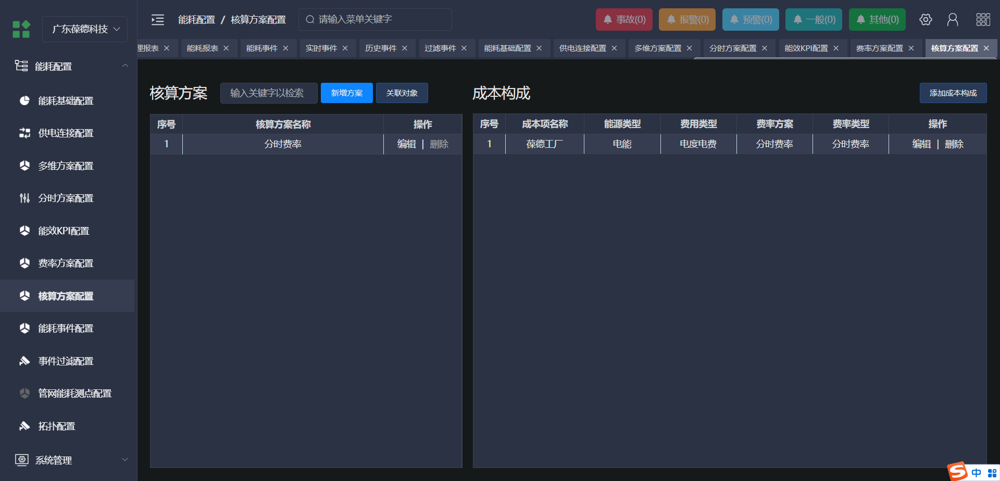 广东葆德科技
能耗配置 / 核算方案配置
请输入菜单关键字
事故(0)
报警(0)
预警(0)
一般(0)
其他(0)
理报表 ×
能耗报表 ×
能耗事件 ×
实时事件 ×
历史事件 ×
过滤事件 ×
能耗基础配置 ×
供电连接配置 ×
多维方案配置 ×
分时方案配置 ×
能效KPI配置 ×
费率方案配置 ×
核算方案配置 ×
能耗配置
能耗基础配置
供电连接配置
多维方案配置
分时方案配置
能效KPI配置
费率方案配置
核算方案配置
能耗事件配置
事件过滤配置
管网能耗测点配置
拓扑配置
系统管理
核算方案
输入关键字以检索
新增方案
关联对象
序号 核算方案名称 操作
1 分时费率 编辑 | 删除
成本构成
添加成本构成
序号 成本项名称 能源类型 费用类型 费率方案 费率类型 操作
1 葆德工厂 电能 电度电费 分时费率 分时费率 编辑 | 删除
S 中